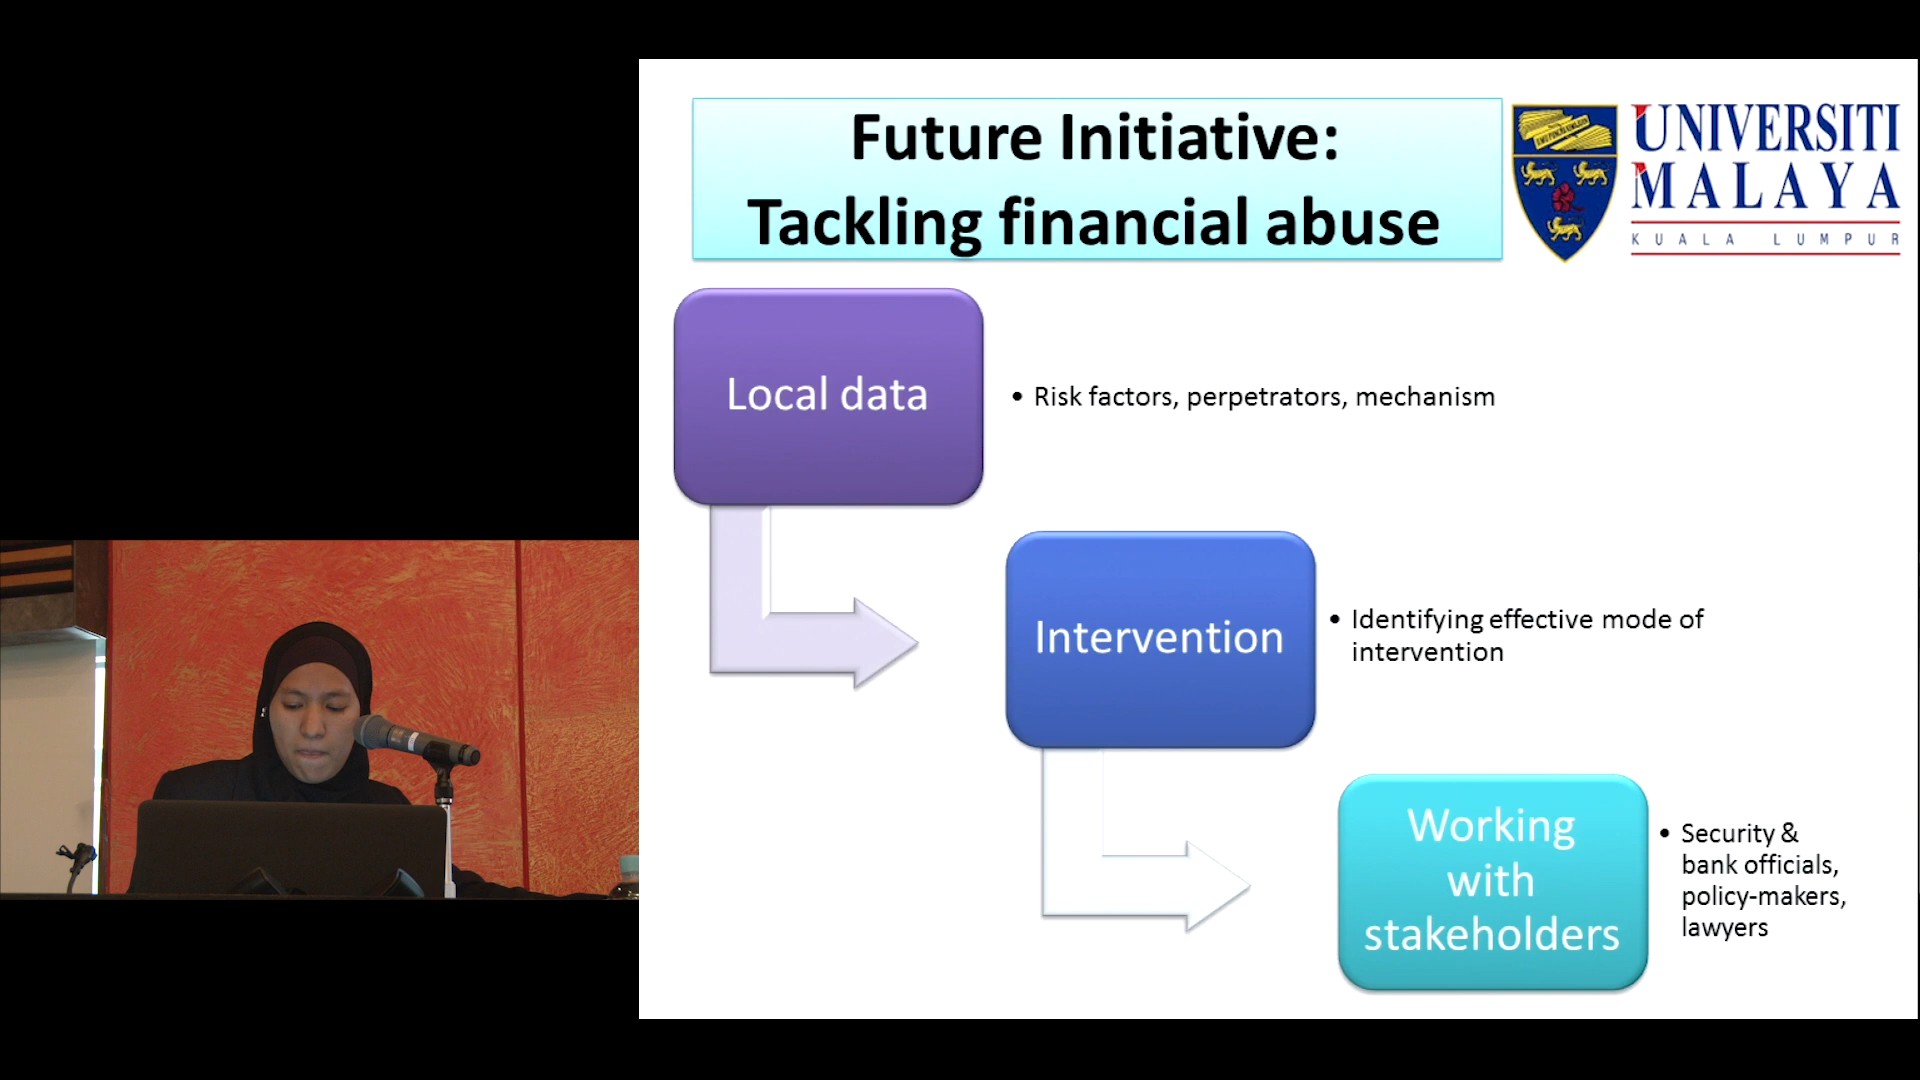 Future Initiative:
Tackling financial abuse
UNIVERSITI
MALAYA
KUALA LUMPUR
Local data
• Risk factors, perpetrators, mechanism
Intervention
• Identifying effective mode of
intervention
Working
with
stakeholders
• Security &
bank officials,
policy-makers,
lawyers